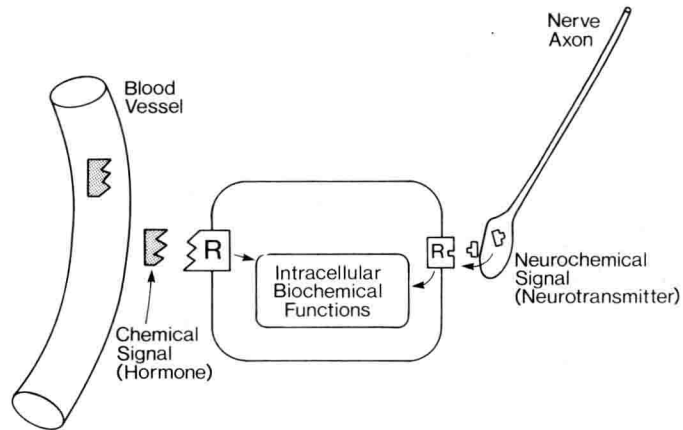 Nerve
Axon
Blood
Vessel
R
R
Intracellular
Biochemical
Functions
Neurochemical
Signal
(Neurotransmitter)
Chemical
Signal
(Hormone)